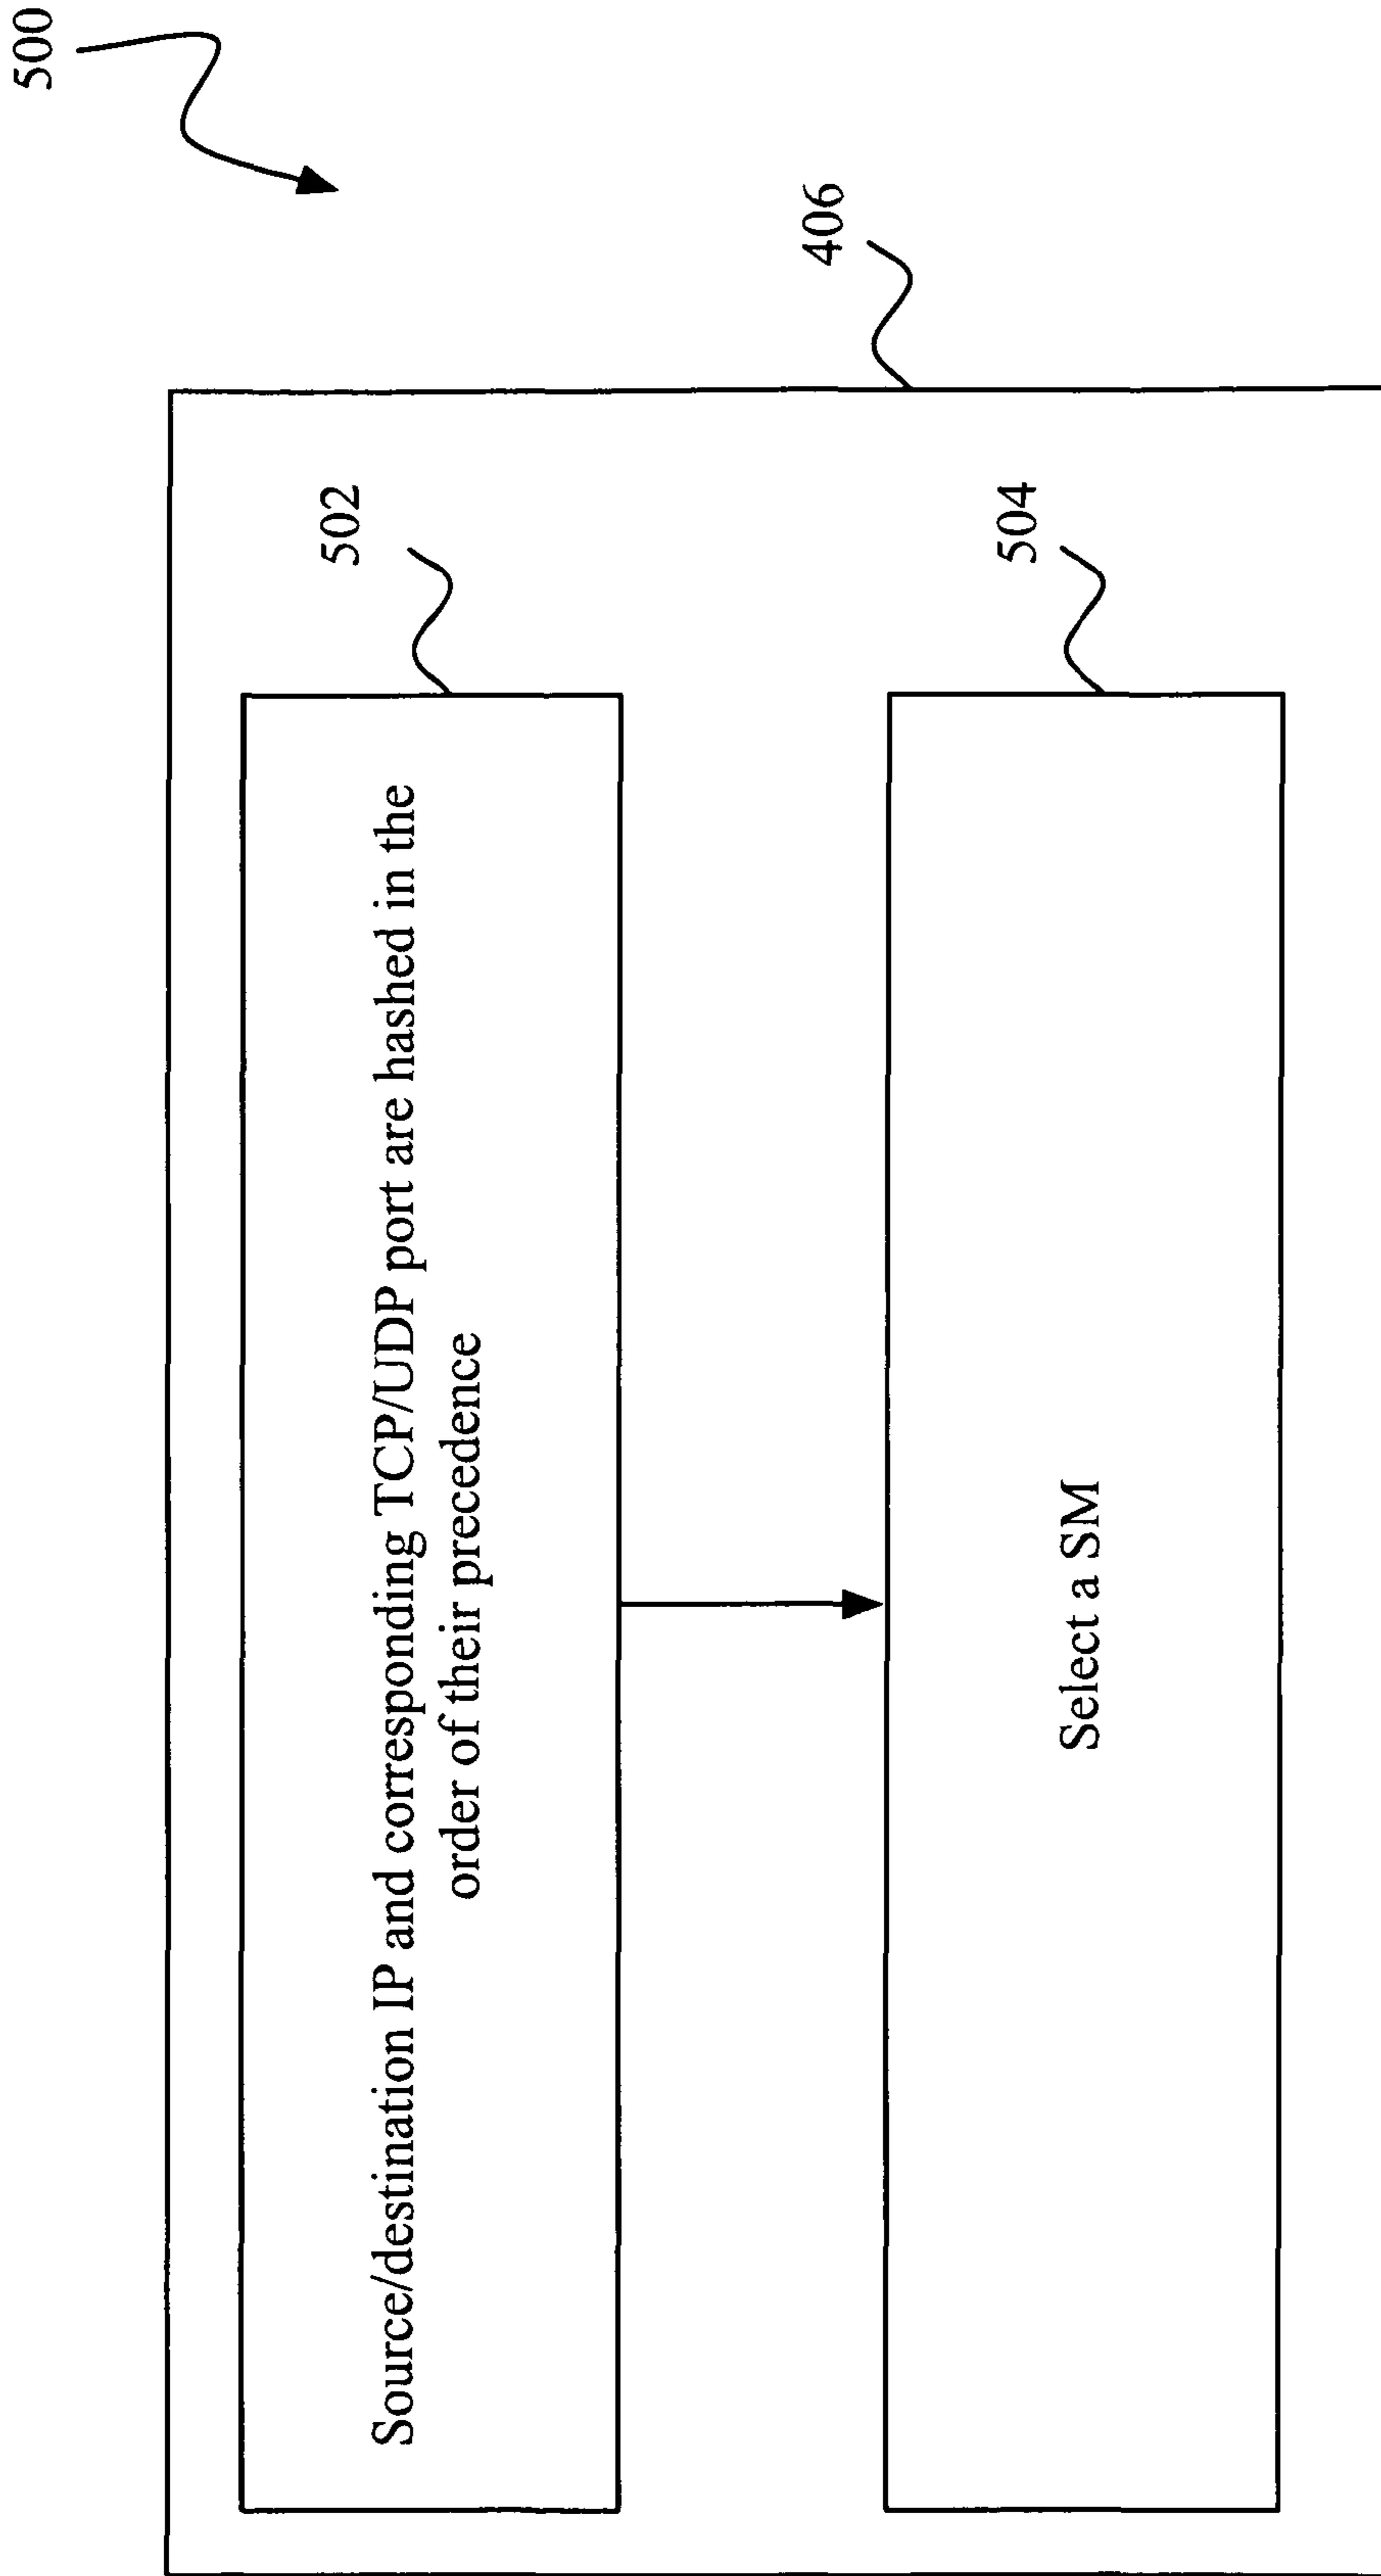 500
406
502
Source/destination IP and corresponding TCP/UDP port are hashed in the
order of their precedence
504
Select a SM